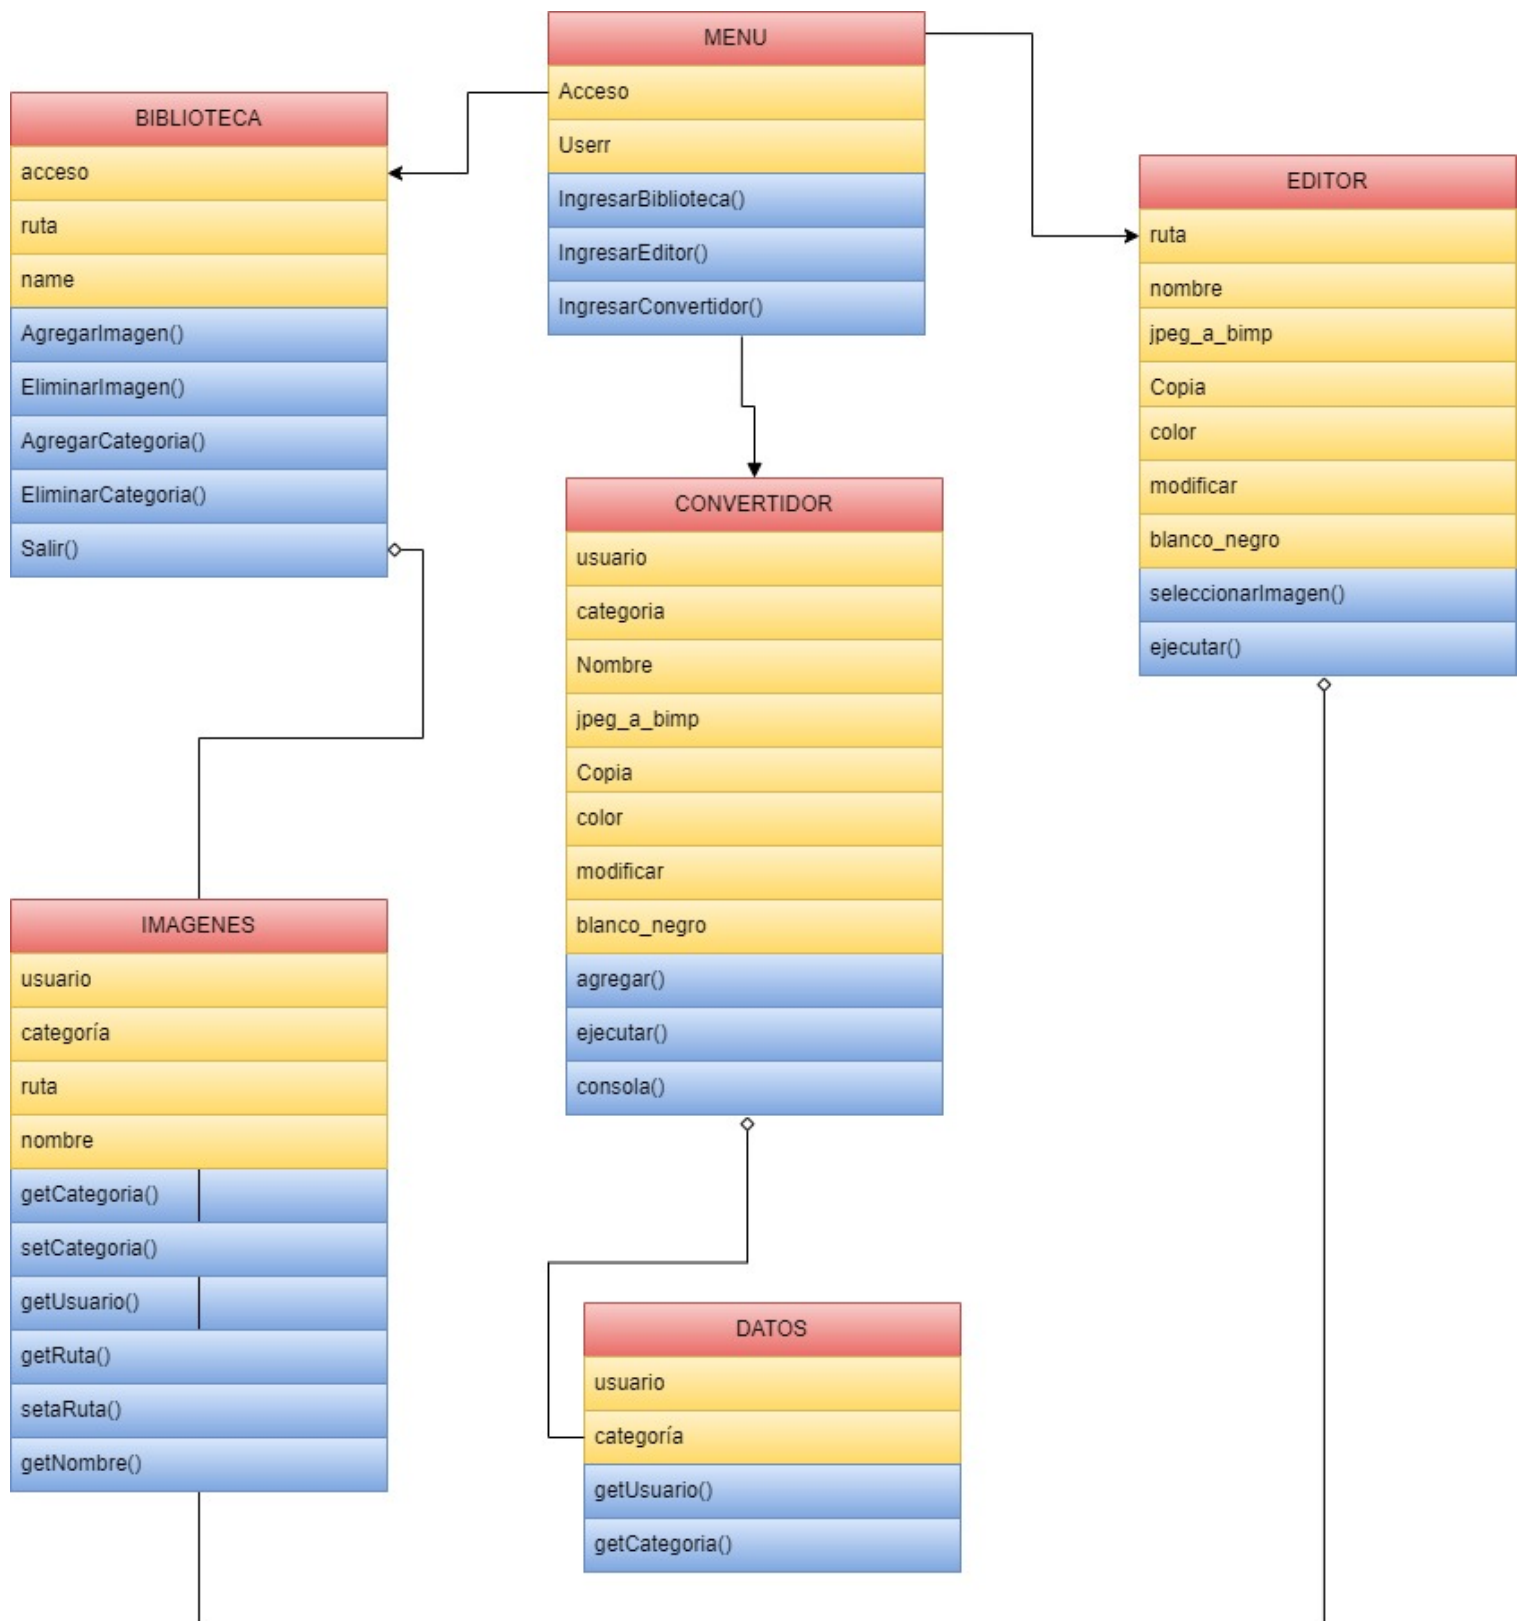 MENU
Acceso
Userr
IngresarBiblioteca()
IngresarEditor()
IngresarConvertidor()
BIBLIOTECA
acceso
ruta
name
AgregarImagen()
EliminarImagen()
AgregarCategoria()
EliminarCategoria()
Salir()
EDITOR
ruta
nombre
jpeg_a_bimp
Copia
color
modificar
blanco_negro
seleccionarImagen()
ejecutar()
CONVERTIDOR
usuario
categoria
Nombre
jpeg_a_bimp
Copia
color
modificar
blanco_negro
agregar()
ejecutar()
consola()
IMAGENES
usuario
categoría
ruta
nombre
getCategoria()
setCategoria()
getUsuario()
getRuta()
setaRuta()
getNombre()
DATOS
usuario
categoría
getUsuario()
getCategoria()